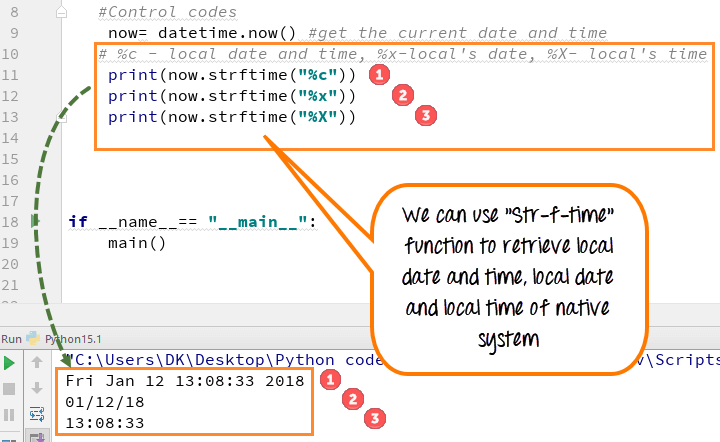 8 #Control codes
9 now= datetime.now() #get the current date and time
10 # %c - local date and time, %x-local's date, %X- local's time
11 print(now.strftime("%c")) 1
12 print(now.strftime("%x")) 2
13 print(now.strftime("%X")) 3
14
15
16
17
18 if __name__== "__main__":
19 main()
20
21
We can use "Str-f-time"
function to retrieve local
date and time, local date
and local time of native
system
Run Python15.1
"C:\Users\DK\Desktop\Python code
\Scripts
Fri Jan 12 13:08:33 2018 1
01/12/18 2
13:08:33 3